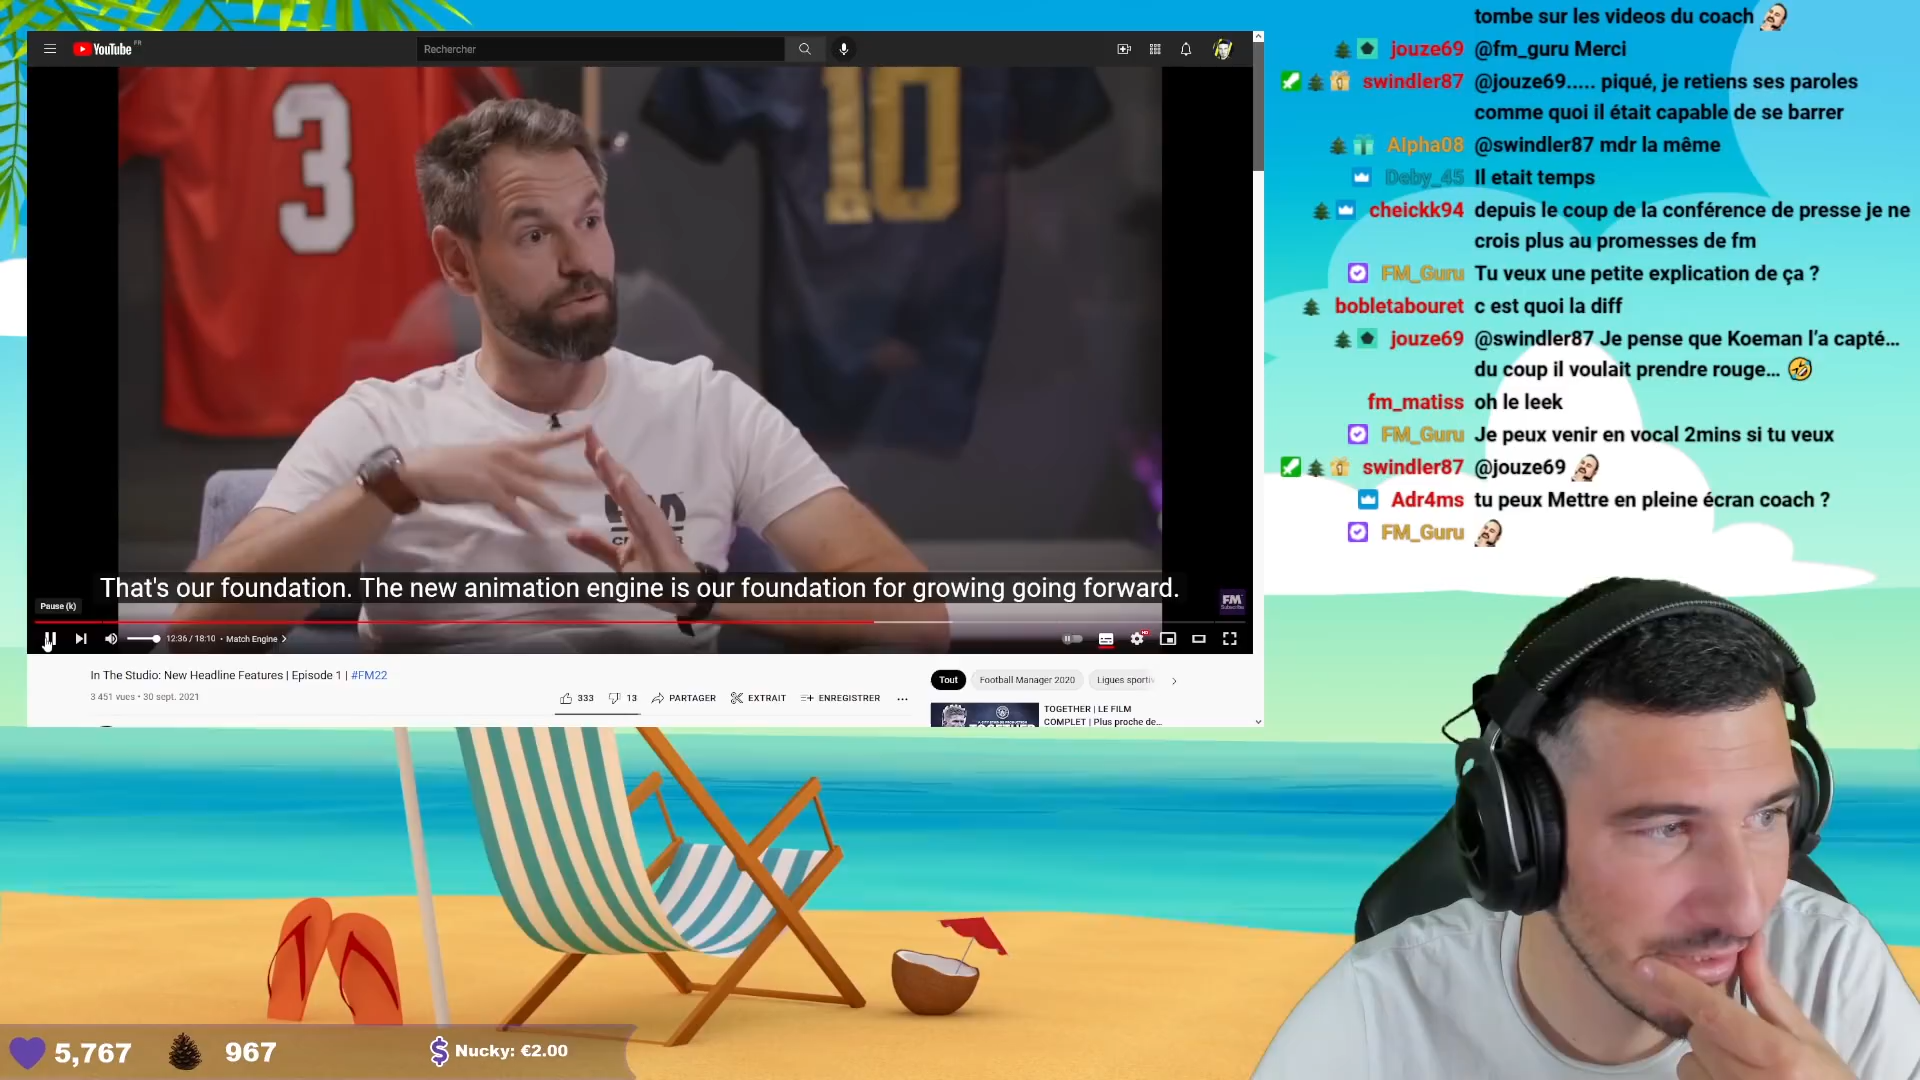 YouTube FR
Rechercher
3
10
That's our foundation. The new animation engine is our foundation for growing going forward.
Pause (k)
FM
Subscribe
12:36 / 18:10 • Match Engine
HD
In The Studio: New Headline Features | Episode 1 | #FM22
3 451 vues • 30 sept. 2021
333
13
PARTAGER
EXTRAIT
ENREGISTRER
...
Tout
Football Manager 2020
Ligues sportiv
TOGETHER | LE FILM
COMPLET | Plus proche de...
tombe sur les videos du coach
jouze69 @fm_guru Merci
swindler87 @jouze69..... piqué, je retiens ses paroles
comme quoi il était capable de se barrer
Alpha08 @swindler87 mdr la même
Deby_45 Il etait temps
cheickk94 depuis le coup de la conférence de presse je ne
crois plus au promesses de fm
FM_Guru Tu veux une petite explication de ça ?
bobletabouret c est quoi la diff
jouze69 @swindler87 Je pense que Koeman l’a capté…
du coup il voulait prendre rouge… 🤣
fm_matiss oh le leek
FM_Guru Je peux venir en vocal 2mins si tu veux
swindler87 @jouze69
Adr4ms tu peux Mettre en pleine écran coach ?
FM_Guru
5,767
967
Nucky: €2.00